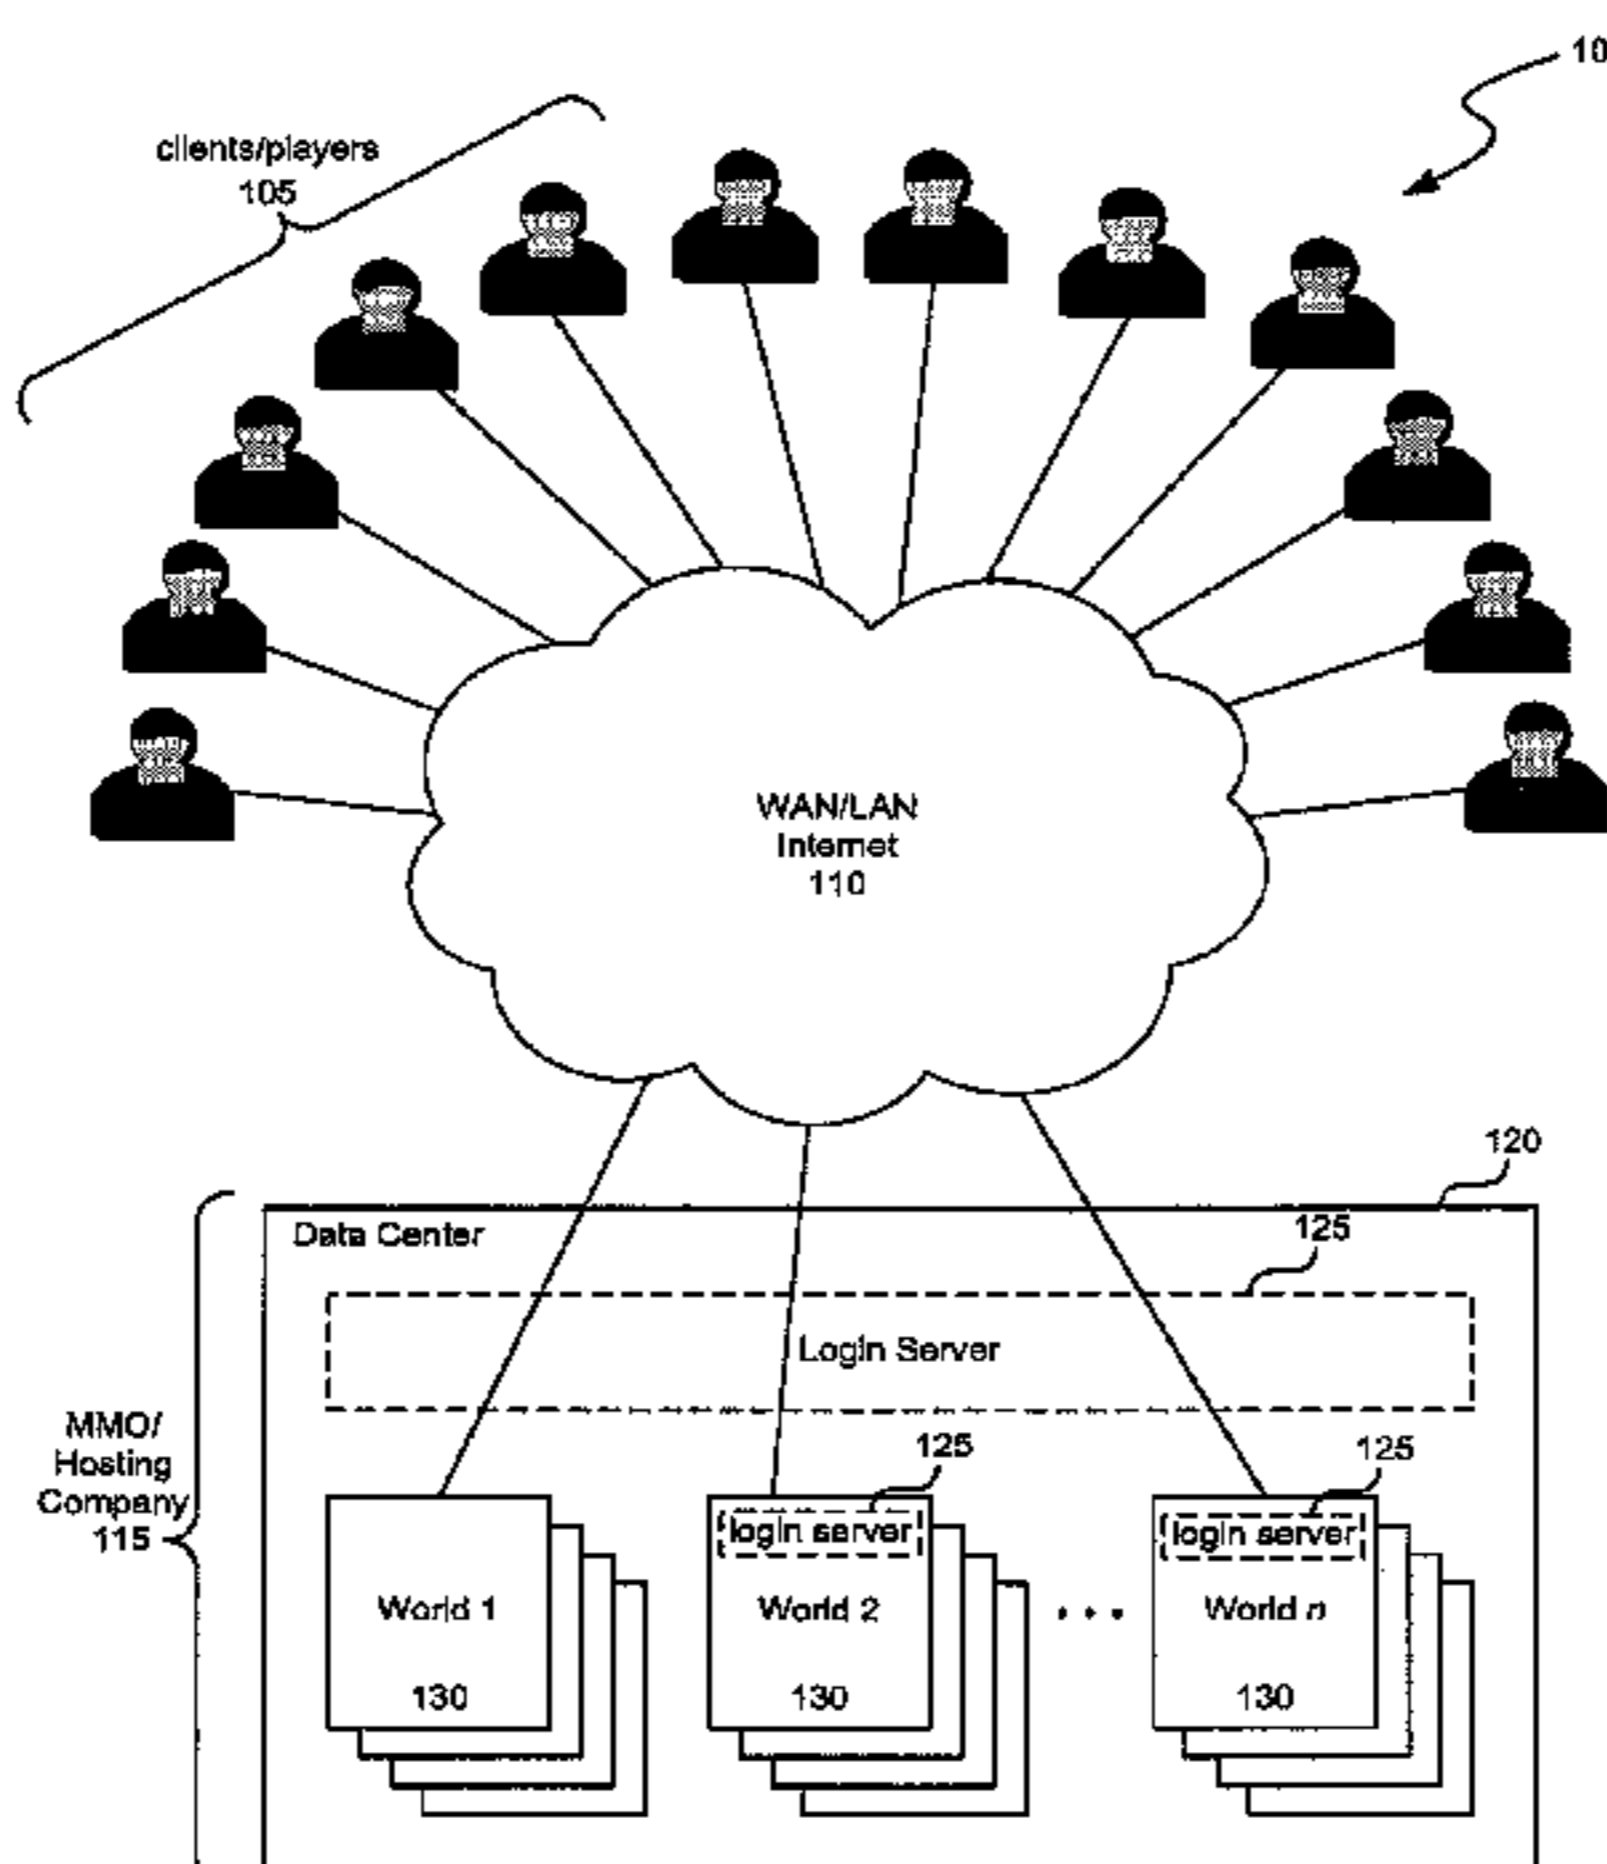 10
clients/players
105
WAN/LAN
Internet
110
120
Data Center
125
Login Server
MMO/
Hosting
Company
115
125
125
login server
login server
World 1
World 2
• • •
World n
130
130
130